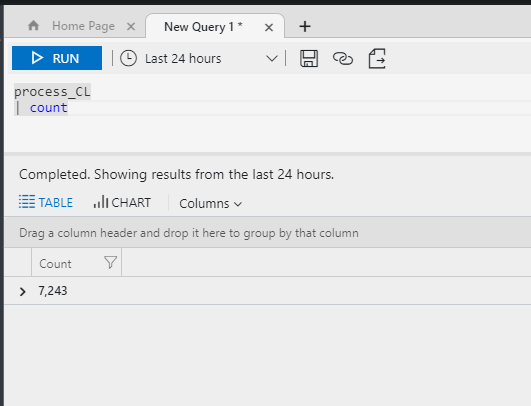 Home Page × New Query 1* × +
RUN Last 24 hours
process_CL
| count
Completed. Showing results from the last 24 hours.
TABLE CHART Columns
Drag a column header and drop it here to group by that column
Count
7,243